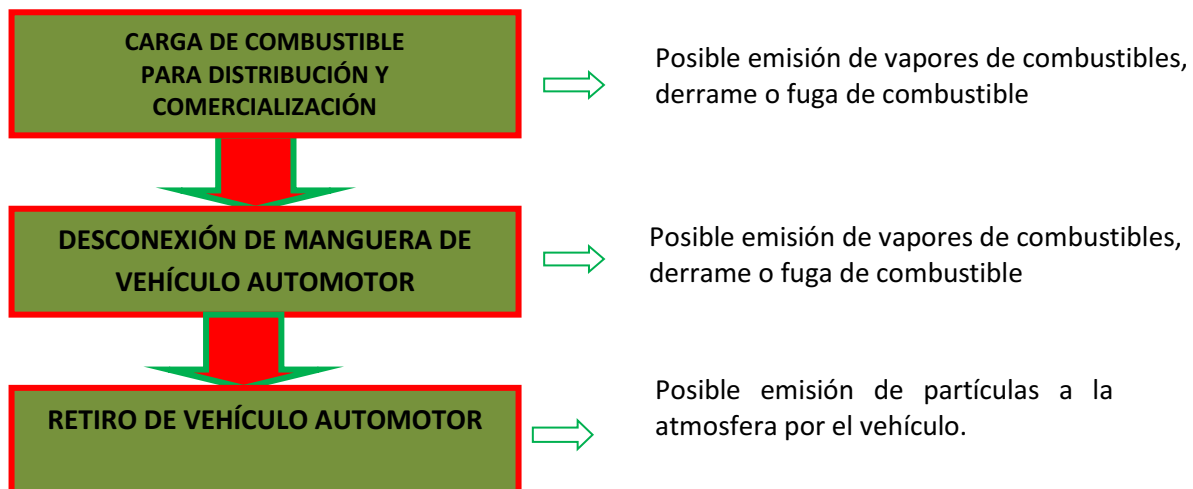 CARGA DE COMBUSTIBLE
PARA DISTRIBUCIÓN Y
COMERCIALIZACIÓN
Posible emisión de vapores de combustibles,
derrame o fuga de combustible
DESCONEXIÓN DE MANGUERA DE
VEHÍCULO AUTOMOTOR
Posible emisión de vapores de combustibles,
derrame o fuga de combustible
RETIRO DE VEHÍCULO AUTOMOTOR
Posible emisión de partículas a la
atmosfera por el vehículo.